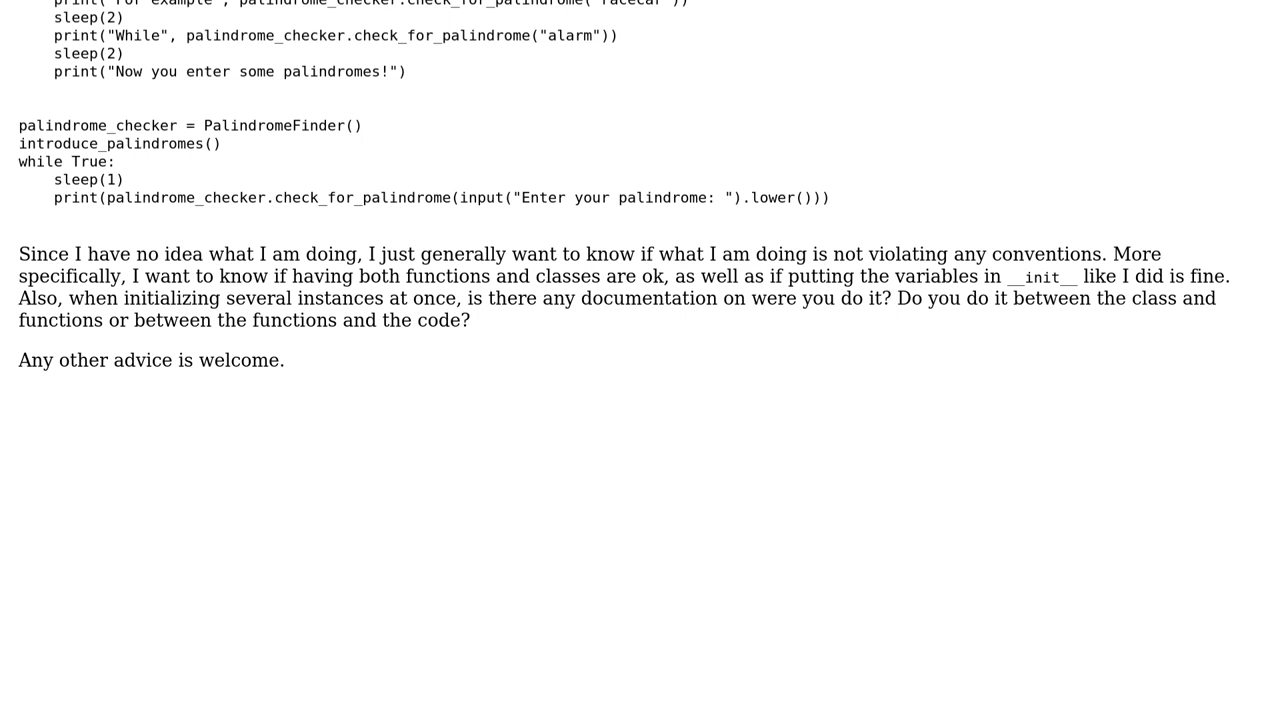 print("For example", palindrome_checker.check_for_palindrome("racecar"))
sleep(2)
print("While", palindrome_checker.check_for_palindrome("alarm"))
sleep(2)
print("Now you enter some palindromes!")
palindrome_checker = PalindromeFinder()
introduce_palindromes()
while True:
sleep(1)
print(palindrome_checker.check_for_palindrome(input("Enter your palindrome: ").lower()))
Since I have no idea what I am doing, I just generally want to know if what I am doing is not violating any conventions. More
specifically, I want to know if having both functions and classes are ok, as well as if putting the variables in __init__ like I did is fine.
Also, when initializing several instances at once, is there any documentation on were you do it? Do you do it between the class and
functions or between the functions and the code?
Any other advice is welcome.